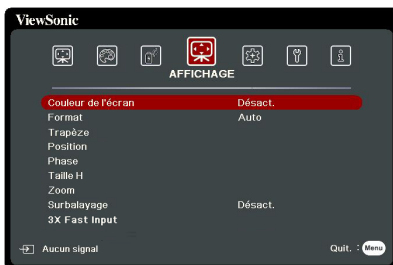 ViewSonic
AFFICHAGE
Couleur de l'écran Désact.
Format Auto
Trapèze
Position
Phase
Taille H
Zoom
Surbalayage Désact.
3X Fast Input
Aucun signal Quit. : Menu